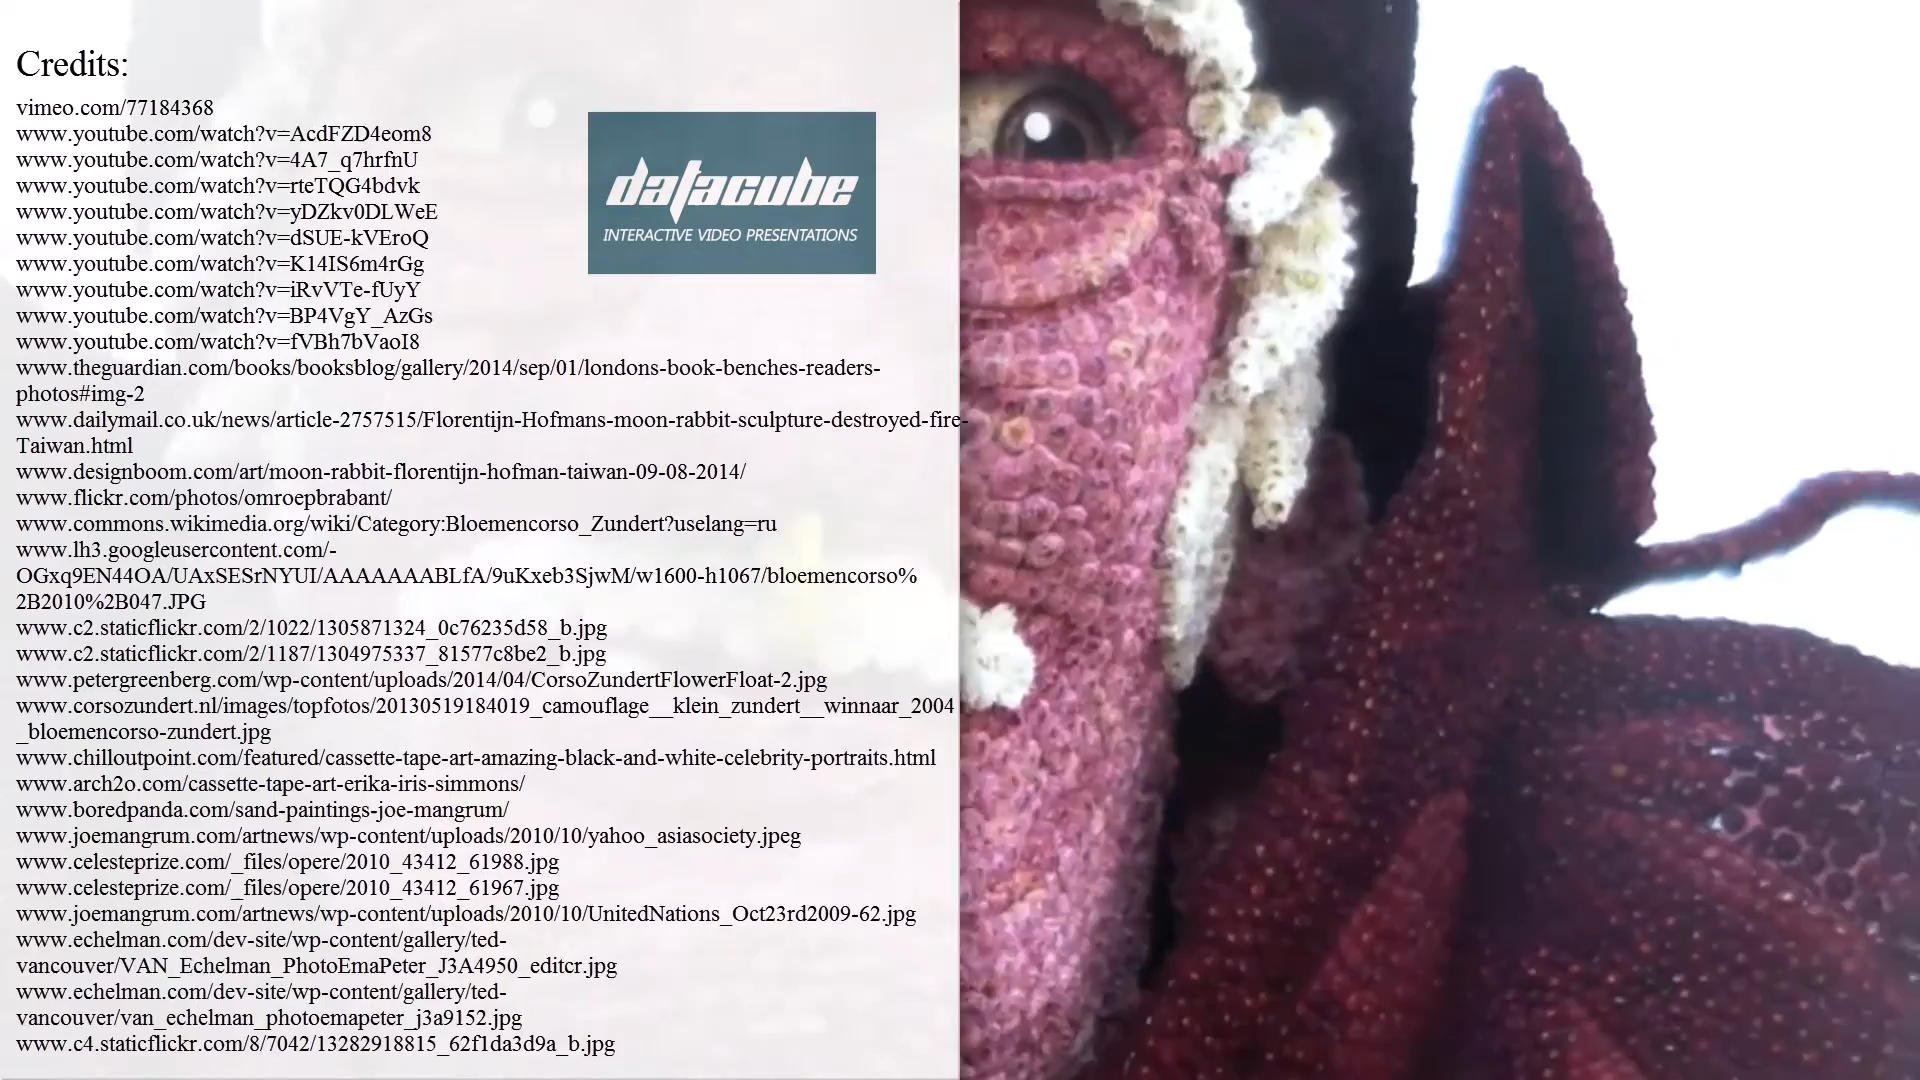 Credits:
vimeo.com/77184368
www.youtube.com/watch?v=AcdFZD4eom8
www.youtube.com/watch?v=4A7_q7hrfnU
www.youtube.com/watch?v=rteTQG4bdvk
www.youtube.com/watch?v=yDZkv0DLWeE
www.youtube.com/watch?v=dSUE-kVEroQ
www.youtube.com/watch?v=K14IS6m4rGg
www.youtube.com/watch?v=iRvVTe-fUyY
www.youtube.com/watch?v=BP4VgY_AzGs
www.youtube.com/watch?v=fVBh7bVaoI8
www.theguardian.com/books/booksblog/gallery/2014/sep/01/londons-book-benches-readers-
photos#img-2
www.dailymail.co.uk/news/article-2757515/Florentijn-Hofmans-moon-rabbit-sculpture-destroyed-fire-
Taiwan.html
www.designboom.com/art/moon-rabbit-florentijn-hofman-taiwan-09-08-2014/
www.flickr.com/photos/omroepbrabant/
www.commons.wikimedia.org/wiki/Category:Bloemencorso_Zundert?uselang=ru
www.lh3.googleusercontent.com/-
OGxq9EN44OA/UAxSESrNYUI/AAAAAAABLfA/9uKxeb3SjwM/w1600-h1067/bloemencorso%
2B2010%2B047.JPG
www.c2.staticflickr.com/2/1022/1305871324_0c76235d58_b.jpg
www.c2.staticflickr.com/2/1187/1304975337_81577c8be2_b.jpg
www.petergreenberg.com/wp-content/uploads/2014/04/CorsoZundertFlowerFloat-2.jpg
www.corsozundert.nl/images/topfotos/20130519184019_camouflage__klein_zundert__winnaar_2004
_bloemencorso-zundert.jpg
www.chilloutpoint.com/featured/cassette-tape-art-amazing-black-and-white-celebrity-portraits.html
www.arch2o.com/cassette-tape-art-erika-iris-simmons/
www.boredpanda.com/sand-paintings-joe-mangrum/
www.joemangrum.com/artnews/wp-content/uploads/2010/10/yahoo_asiasociety.jpeg
www.celesteprize.com/_files/opere/2010_43412_61988.jpg
www.celesteprize.com/_files/opere/2010_43412_61967.jpg
www.joemangrum.com/artnews/wp-content/uploads/2010/10/UnitedNations_Oct23rd2009-62.jpg
www.echelman.com/dev-site/wp-content/gallery/ted-
vancouver/VAN_Echelman_PhotoEmaPeter_J3A4950_editcr.jpg
www.echelman.com/dev-site/wp-content/gallery/ted-
vancouver/van_echelman_photoemapeter_j3a9152.jpg
www.c4.staticflickr.com/8/7042/13282918815_62f1da3d9a_b.jpg
datacube
INTERACTIVE VIDEO PRESENTATIONS